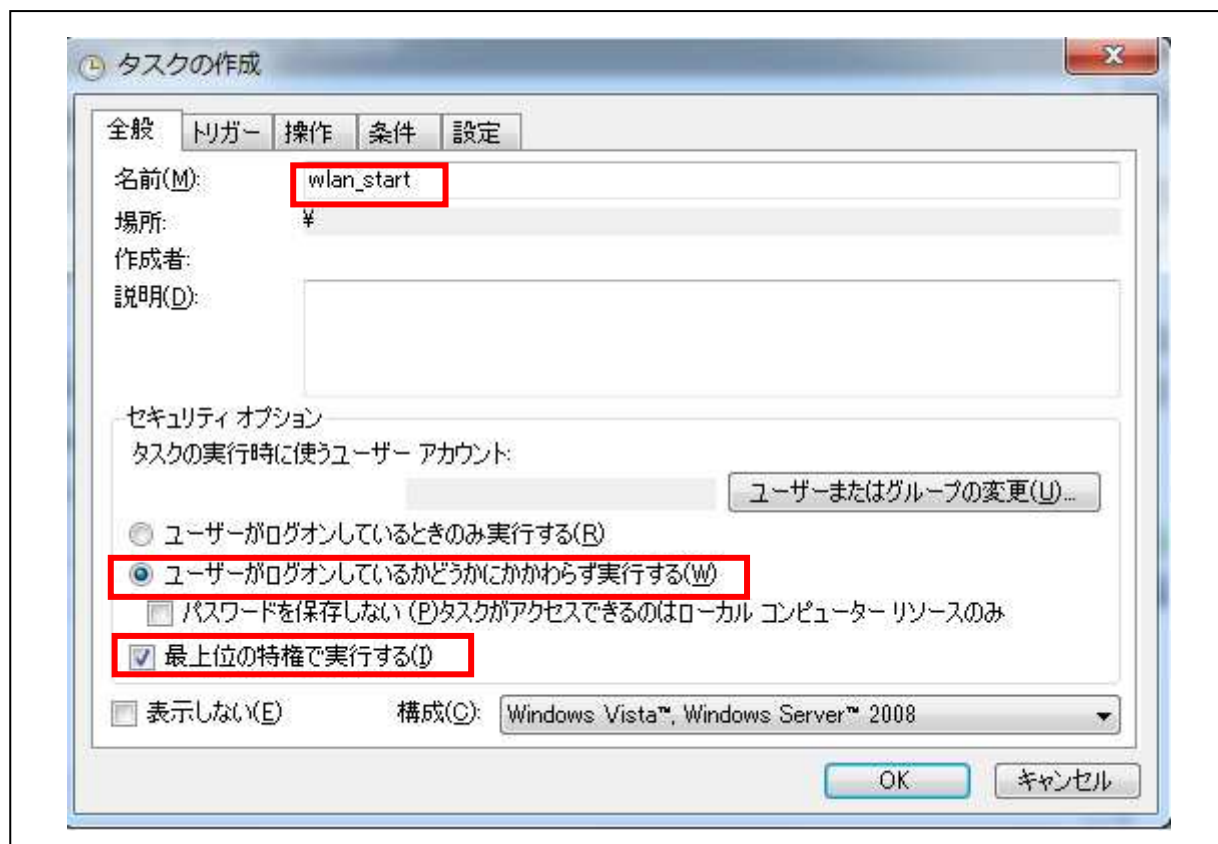 タスクの作成
全般 トリガー 操作 条件 設定
名前(M): wlan_start
場所: ¥
作成者:
説明(D):
セキュリティ オプション
タスクの実行時に使うユーザー アカウント:
ユーザーまたはグループの変更(U)...
ユーザーがログオンしているときのみ実行する(R)
ユーザーがログオンしているかどうかにかかわらず実行する(W)
パスワードを保存しない (P)タスクがアクセスできるのはローカル コンピューター リソースのみ
最上位の特権で実行する(I)
表示しない(E) 構成(C): Windows Vista™, Windows Server™ 2008
OK キャンセル